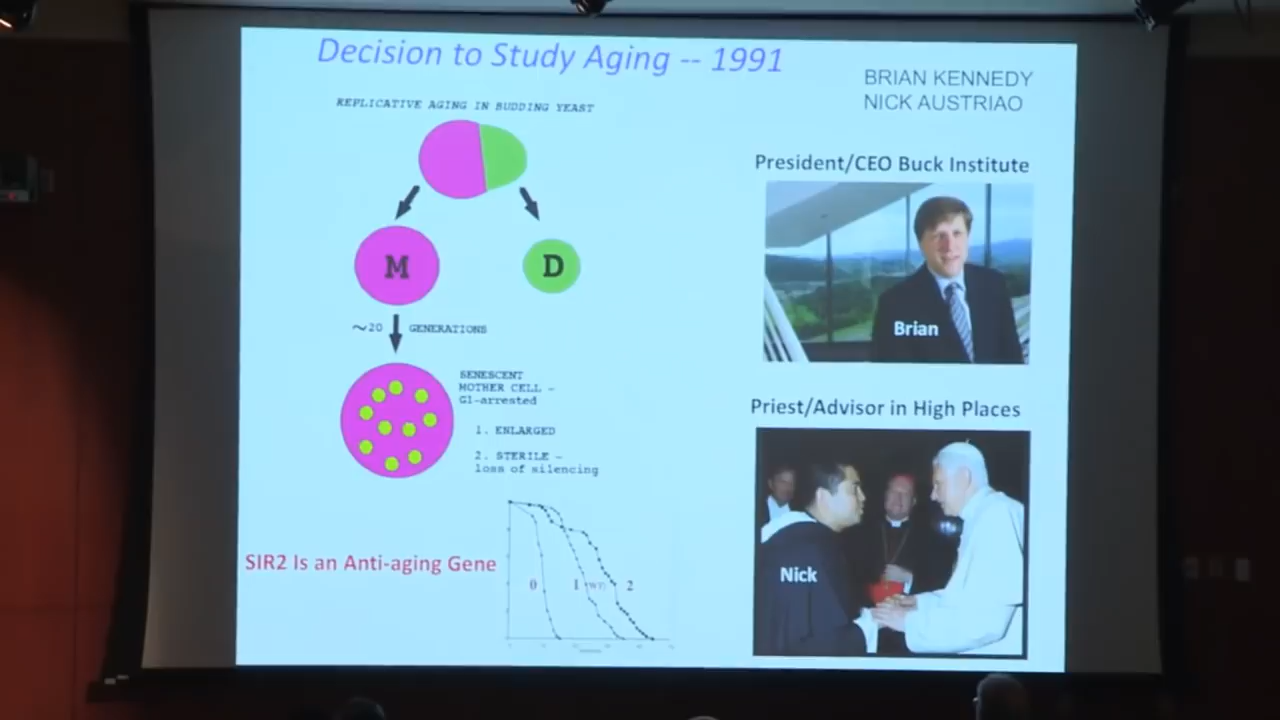 Decision to Study Aging -- 1991
BRIAN KENNEDY
NICK AUSTRIAO
REPLICATIVE AGING IN BUDDING YEAST
M
D
~20 GENERATIONS
SENESCENT
MOTHER CELL -
G1-arrested
1. ENLARGED
2. STERILE -
loss of silencing
SIR2 Is an Anti-aging Gene
0
1 (WT)
2
President/CEO Buck Institute
Brian
Priest/Advisor in High Places
Nick